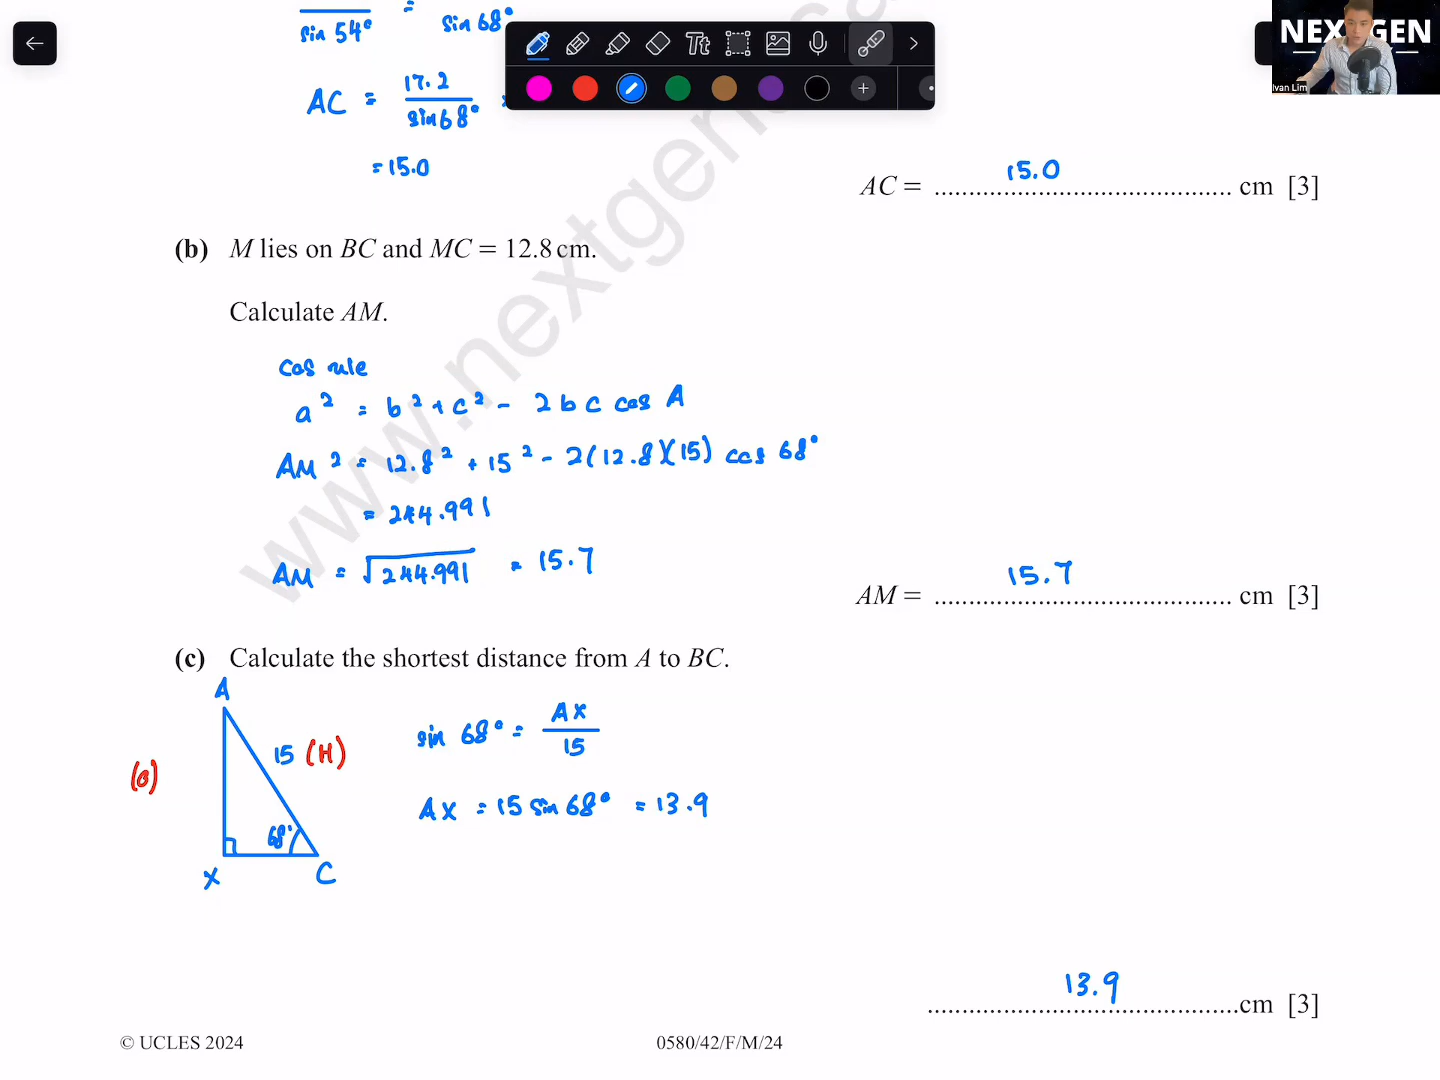 sin 54° = sin 68°
NEXTGEN
Ivan Lim
Tt
AC = 17.2 / sin 68°
= 15.0
15.0
AC = .......................................... cm [3]
(b) M lies on BC and MC = 12.8 cm.
Calculate AM.
cos rule
a² = b² + c² - 2bc cos A
AM² = 12.8² + 15² - 2(12.8)(15) cos 68°
= 244.991
AM = √244.991 = 15.7
15.7
AM = .......................................... cm [3]
(c) Calculate the shortest distance from A to BC.
A
15 (H)
(O)
68°
X
C
sin 68° = AX / 15
AX = 15 sin 68° = 13.9
13.9
.............................................cm [3]
© UCLES 2024
0580/42/F/M/24